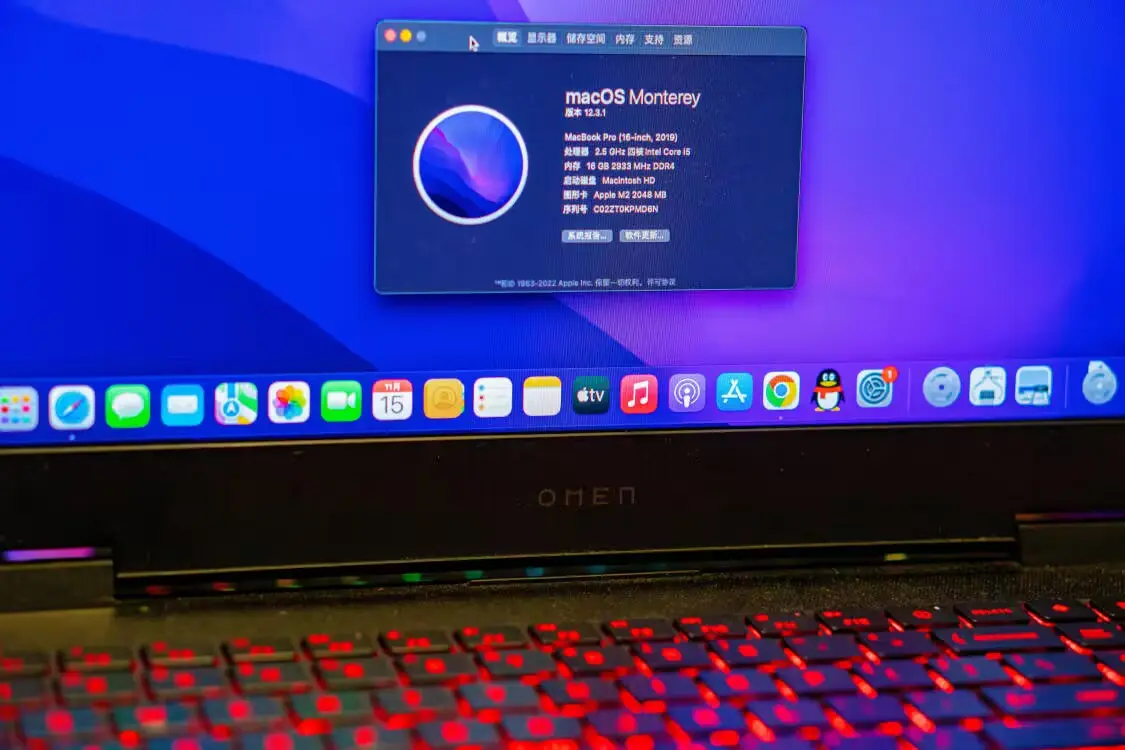 概览 显示器 储存空间 内存 支持 资源
macOS Monterey
版本 12.3.1
MacBook Pro (16-inch, 2019)
处理器 2.5 GHz 四核Intel Core i5
内存 16 GB 2933 MHz DDR4
启动磁盘 Macintosh HD
图形卡 Apple M2 2048 MB
序列号 C02ZT0KPMD6N
系统报告... 软件更新...
™和© 1983-2022 Apple Inc. 保留一切权利。许可协议
11月
15
tv
1
OMEN